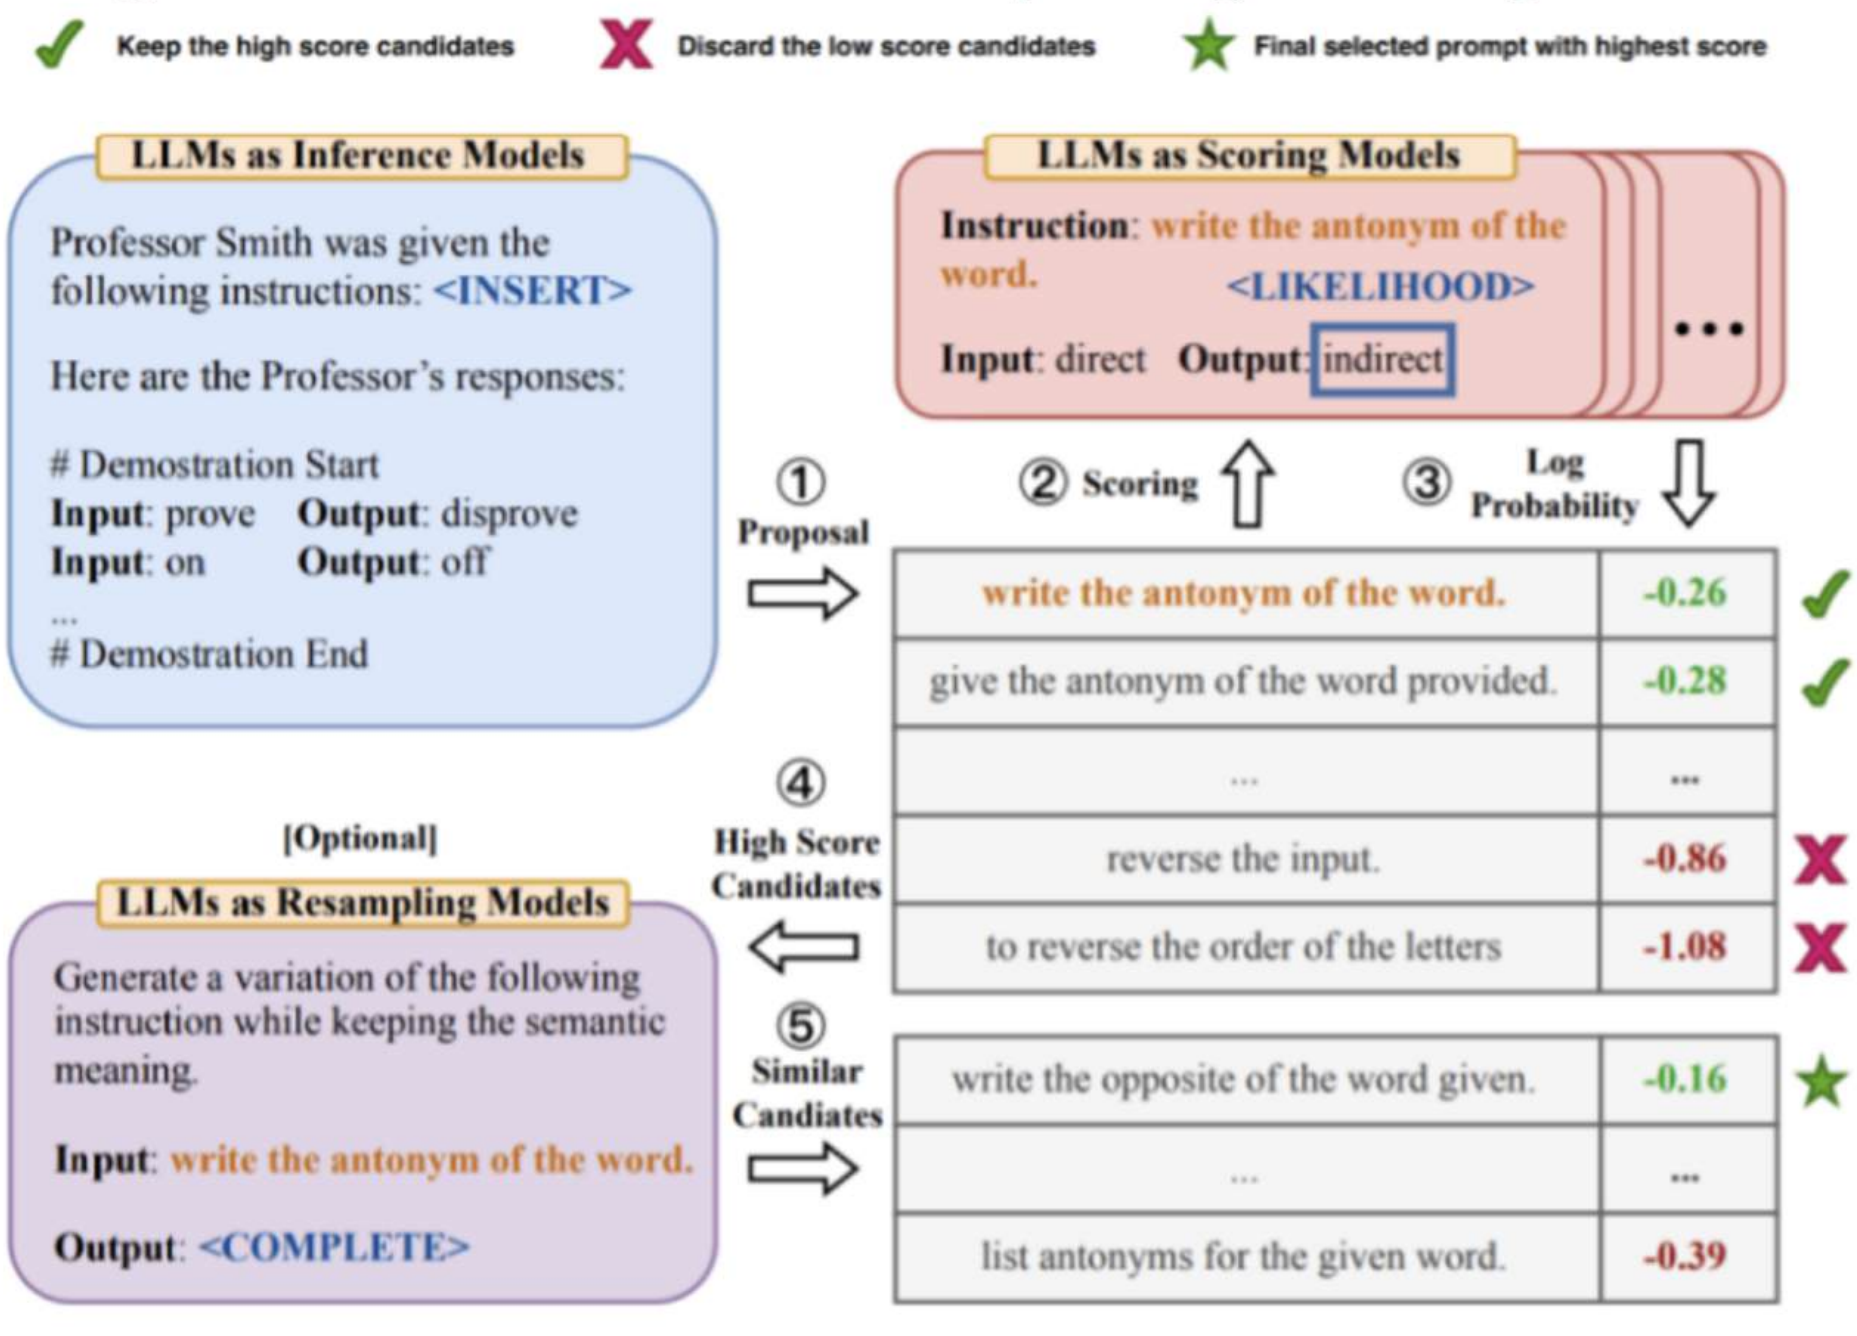 Keep the high score candidates
Discard the low score candidates
Final selected prompt with highest score
LLMs as Inference Models
Professor Smith was given the
following instructions: <INSERT>
Here are the Professor's responses:
# Demostration Start
Input: prove Output: disprove
Input: on Output: off
...
# Demostration End
① Proposal
LLMs as Scoring Models
Instruction: write the antonym of the
word.
<LIKELIHOOD>
Input: direct Output: indirect
...
② Scoring
③ Log
Probability
write the antonym of the word. -0.26
give the antonym of the word provided. -0.28
... ...
reverse the input. -0.86
to reverse the order of the letters -1.08
④
High Score
Candidates
[Optional]
LLMs as Resampling Models
Generate a variation of the following
instruction while keeping the semantic
meaning.
Input: write the antonym of the word.
Output: <COMPLETE>
⑤
Similar
Candiates
write the opposite of the word given. -0.16
... ...
list antonyms for the given word. -0.39